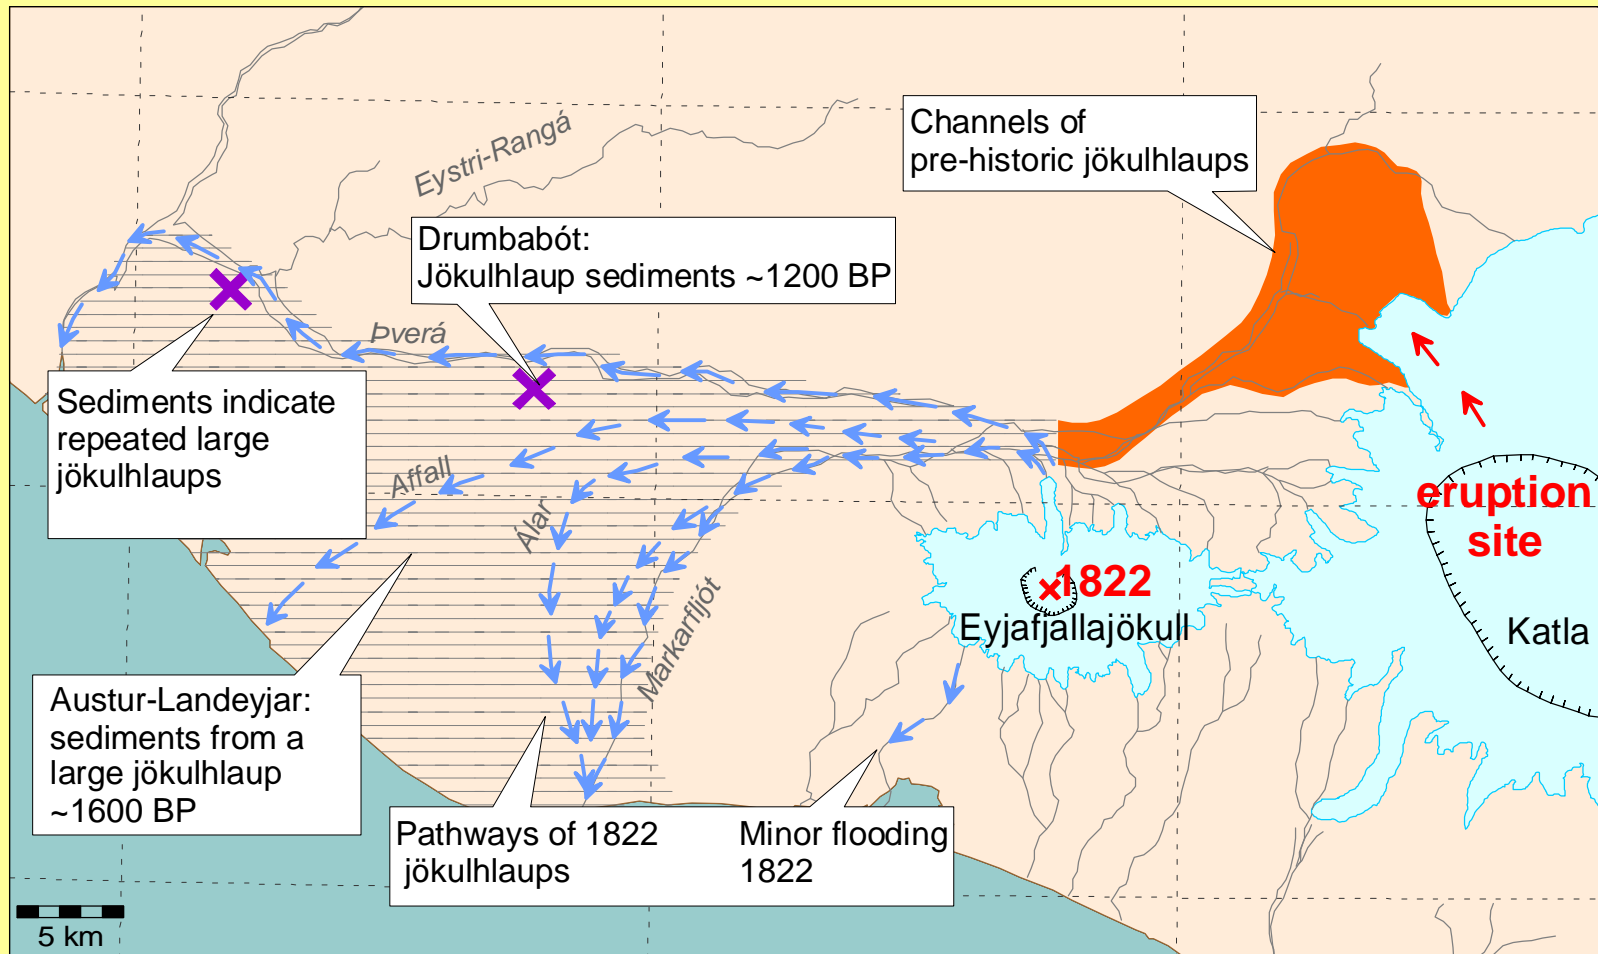 Channels of
pre-historic jökulhlaups
Eystri-Rangá
Drumbabót:
Jökulhlaup sediments ~1200 BP
Þverá
Sediments indicate
repeated large
jökulhlaups
Affall
Álar
Markarfljót
eruption
site
1822
Eyjafjallajökull
Katla
Austur-Landeyjar:
sediments from a
large jökulhlaup
~1600 BP
Pathways of 1822
jökulhlaups
Minor flooding
1822
5 km